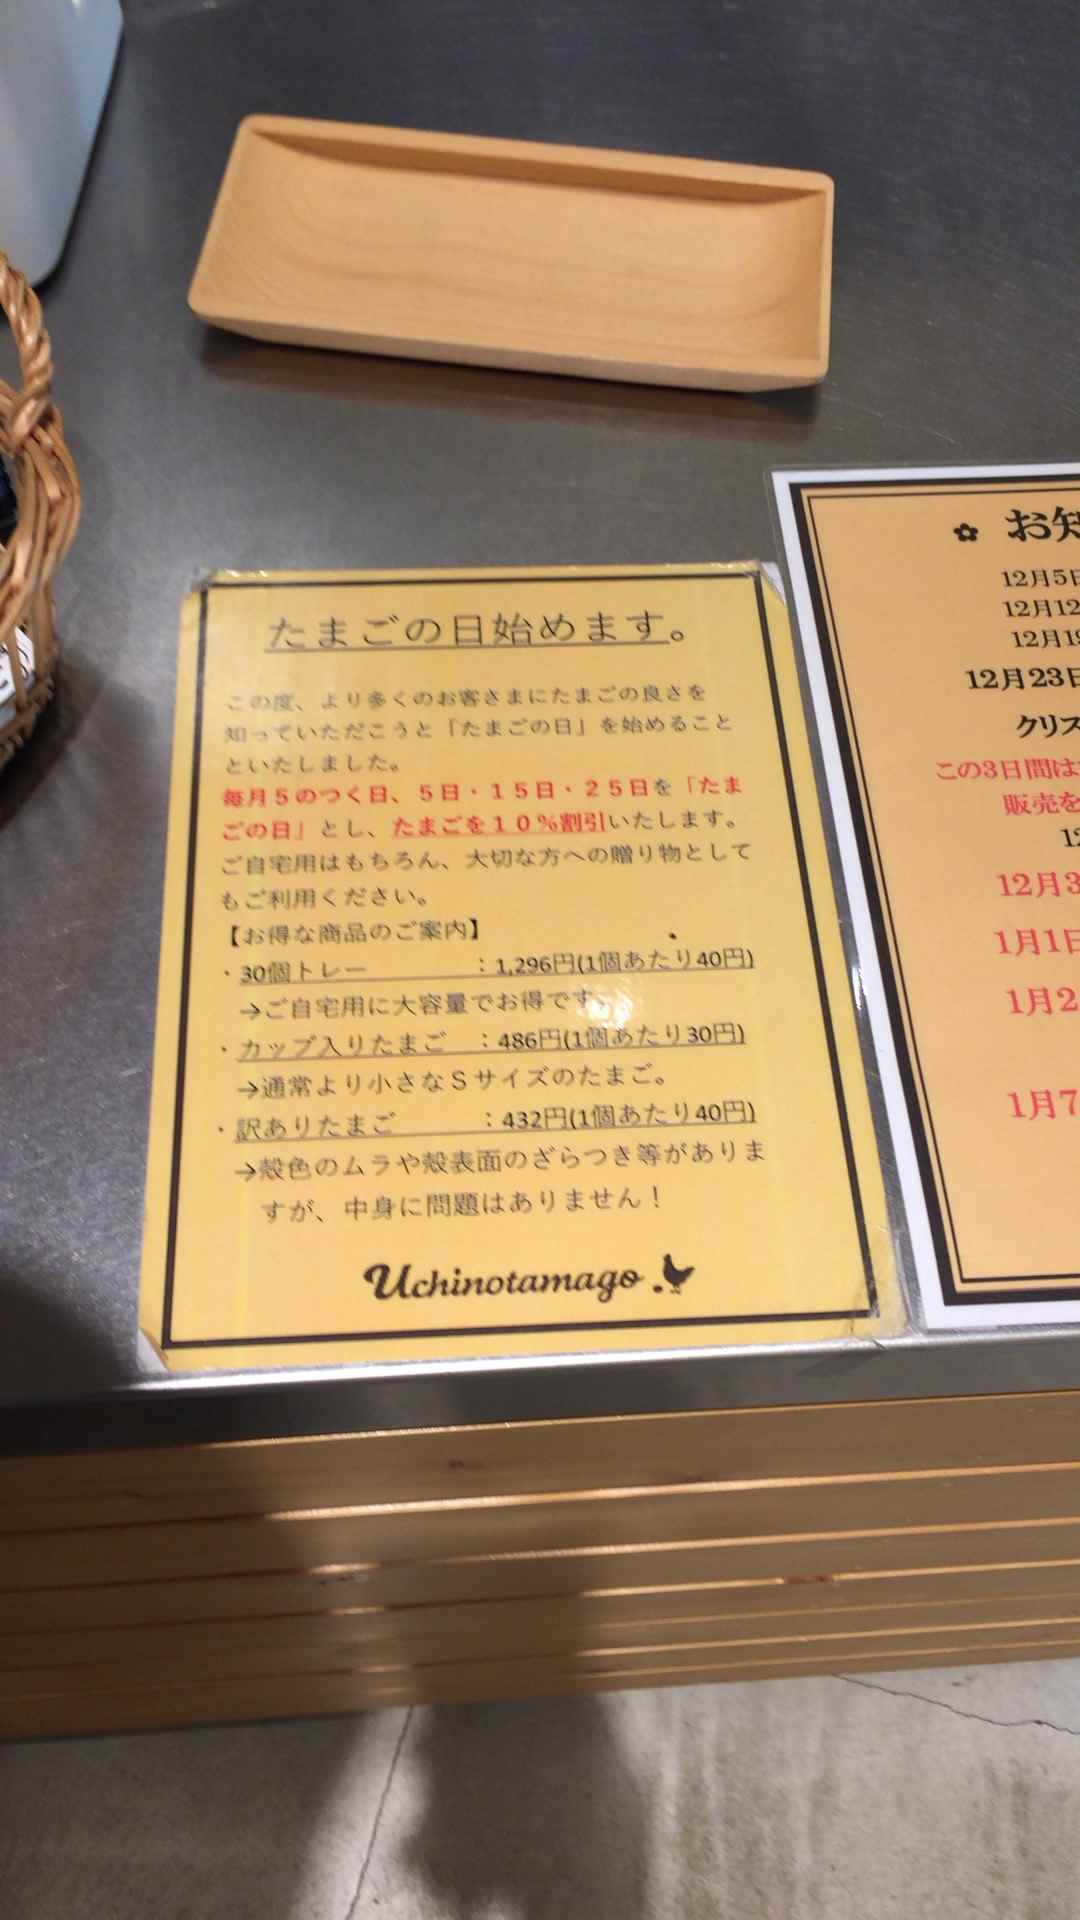 たまごの日始めます。
この度、より多くのお客さまにたまごの良さを
知っていただこうと「たまごの日」を始めること
といたしました。
毎月５のつく日、５日・１５日・２５日を「たま
ごの日」とし、たまごを１０％割引いたします。
ご自宅用はもちろん、大切な方への贈り物として
もご利用ください。
【お得な商品のご案内】
・30個トレー　　　　：1,296円(1個あたり40円)
→ご自宅用に大容量でお得です。
・カップ入りたまご　：486円(1個あたり30円)
→通常より小さなＳサイズのたまご。
・訳ありたまご　　　：432円(1個あたり40円)
→殻色のムラや殻表面のざらつき等がありま
すが、中身に問題はありません！
Uchinotamago
お知
12月5日
12月12
12月19
12月23日
クリス
この3日間は
販売を
12
12月3
1月1日
1月2
1月7